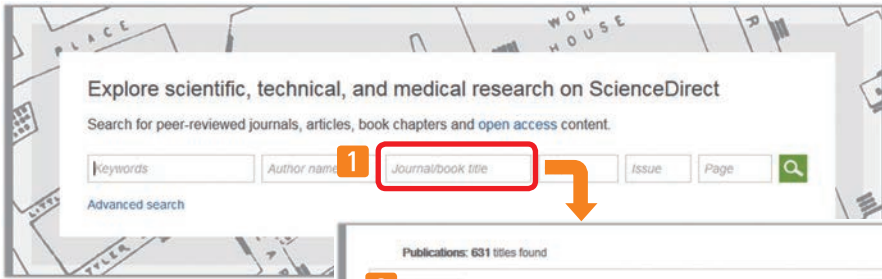 PLACE
WOR
HOUSE
Explore scientific, technical, and medical research on ScienceDirect
Search for peer-reviewed journals, articles, book chapters and open access content.
Keywords Author name 1 Journal/book title Issue Page
Advanced search
Publications: 631 titles found